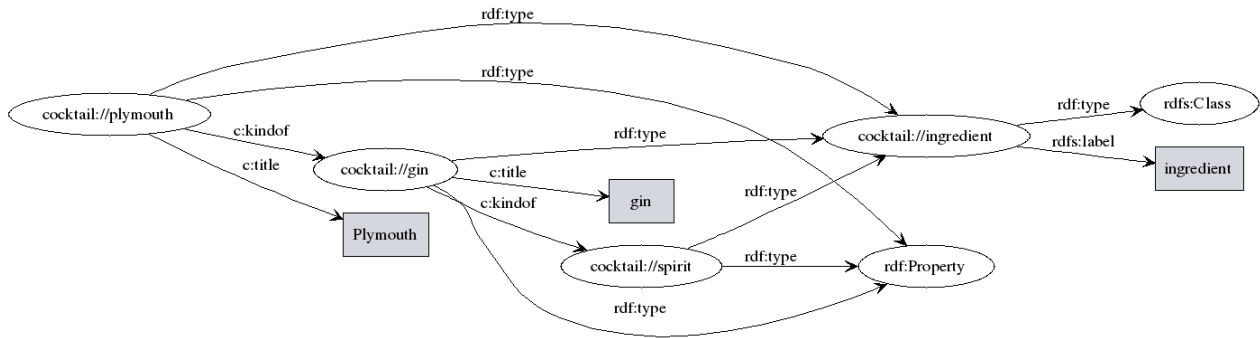 rdf:type
rdf:type
cocktail://plymouth
rdf:type
rdfs:Class
c:kindof
rdf:type
cocktail://ingredient
rdfs:label
c:title
cocktail://gin
c:title
ingredient
rdf:type
gin
c:kindof
Plymouth
rdf:type
cocktail://spirit
rdf:Property
rdf:type